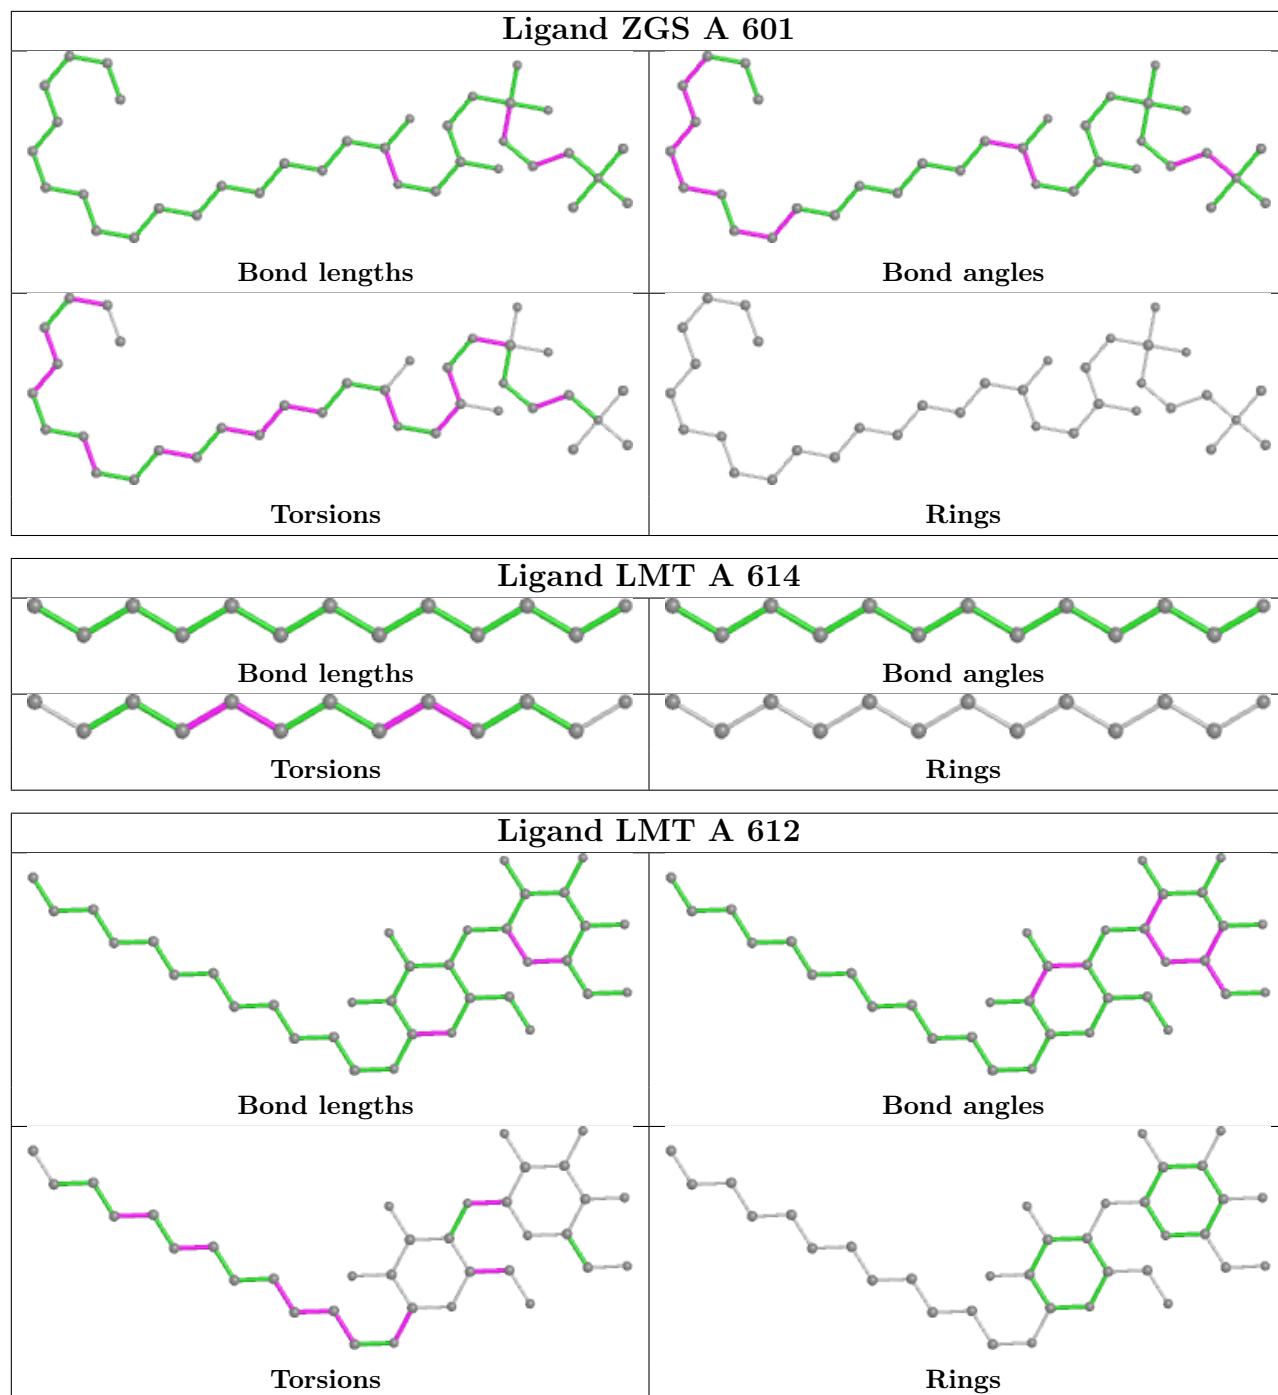 Ligand ZGS A 601
Bond lengths
Bond angles
Torsions
Rings
Ligand LMT A 614
Bond lengths
Bond angles
Torsions
Rings
Ligand LMT A 612
Bond lengths
Bond angles
Torsions
Rings